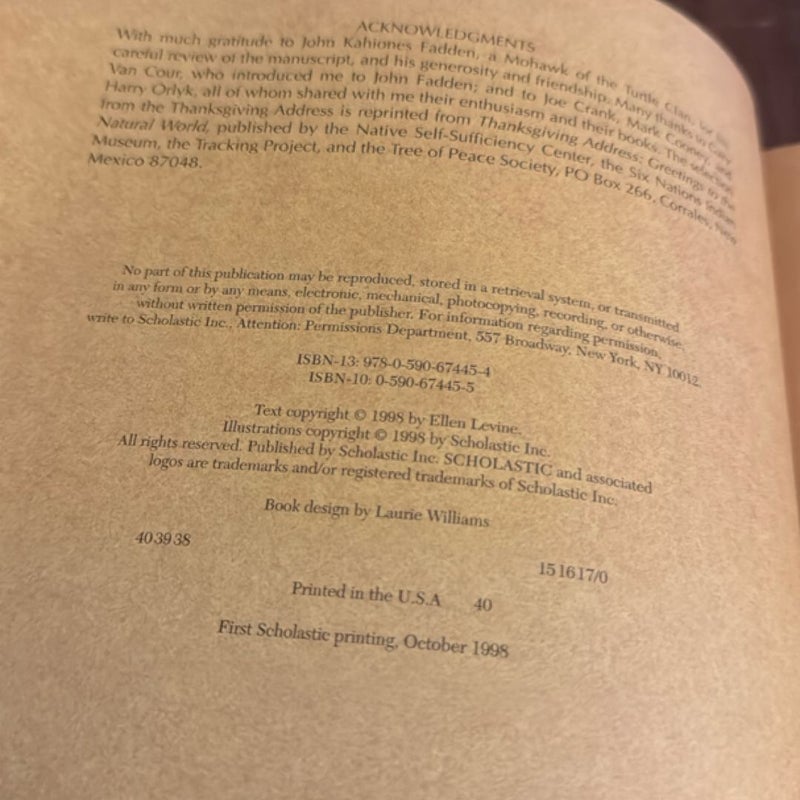 ACKNOWLEDGMENTS
With much gratitude to John Kahiones Fadden, a Mohawk of the Turtle Clan, for his
careful review of the manuscript, and his generosity and friendship. Many thanks to Gary
Van Cour, who introduced me to John Fadden; and to Joe Crank, Mark Cooney, and
Harry Orlyk, all of whom shared with me their enthusiasm and their books. The selection
from the Thanksgiving Address is reprinted from Thanksgiving Address: Greetings to the
Natural World, published by the Native Self-Sufficiency Center, the Six Nations Indian
Museum, the Tracking Project, and the Tree of Peace Society, PO Box 266, Corrales, New
Mexico 87048.
No part of this publication may be reproduced, stored in a retrieval system, or transmitted
in any form or by any means, electronic, mechanical, photocopying, recording, or otherwise,
without written permission of the publisher. For information regarding permission,
write to Scholastic Inc., Attention: Permissions Department, 557 Broadway, New York, NY 10012.
ISBN-13: 978-0-590-67445-4
ISBN-10: 0-590-67445-5
Text copyright © 1998 by Ellen Levine.
Illustrations copyright © 1998 by Scholastic Inc.
All rights reserved. Published by Scholastic Inc. SCHOLASTIC and associated
logos are trademarks and/or registered trademarks of Scholastic Inc.
Book design by Laurie Williams
40 39 38 15 16 17/0
Printed in the U.S.A 40
First Scholastic printing, October 1998